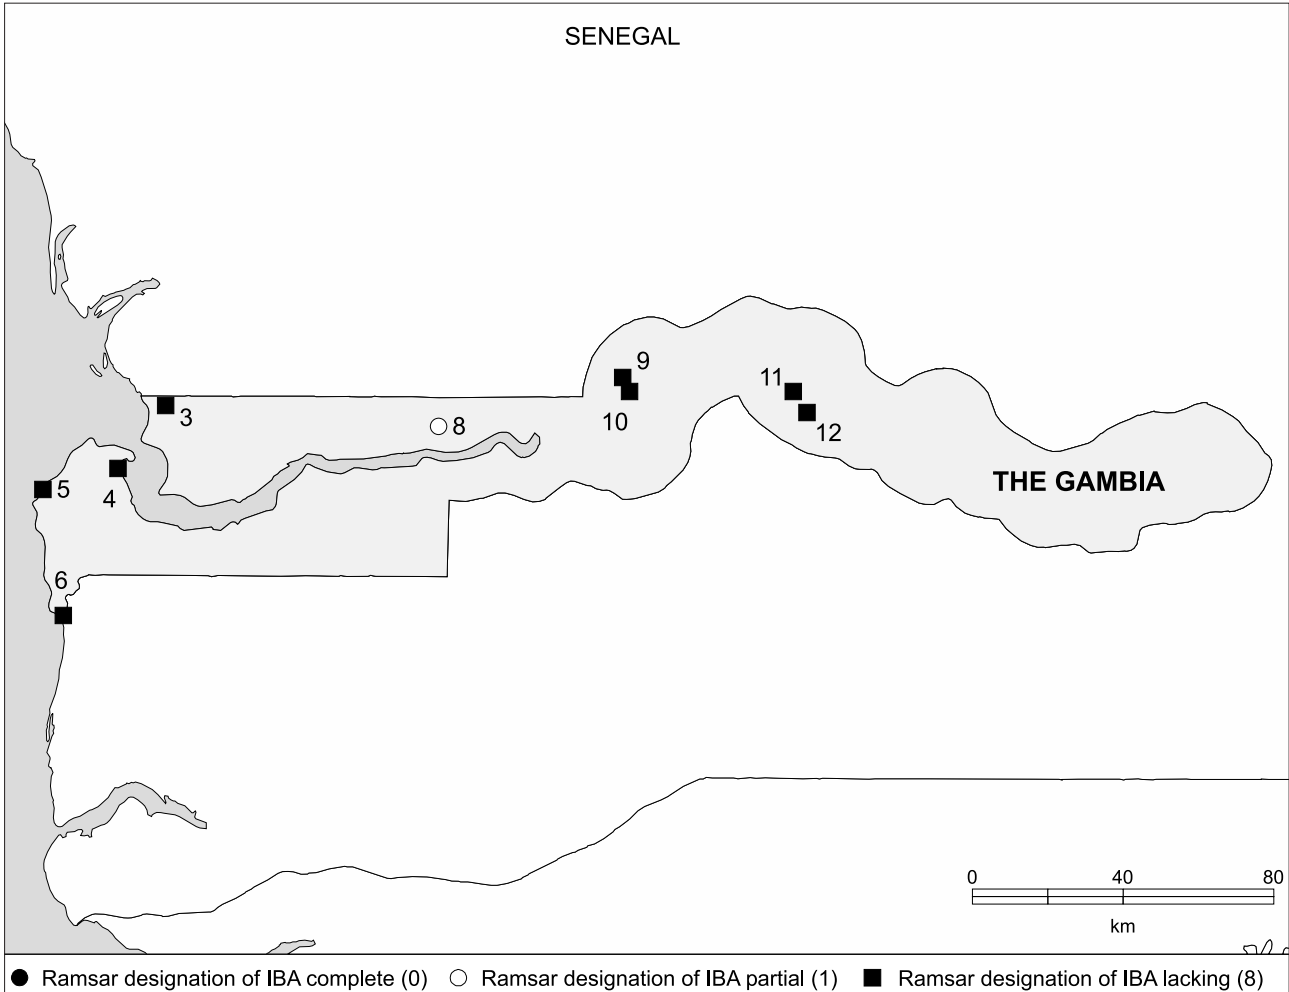 SENEGAL
9
11
3
10
8
12
5
4
THE GAMBIA
6
0 40 80
km
Ramsar designation of IBA complete (0) Ramsar designation of IBA partial (1) Ramsar designation of IBA lacking (8)